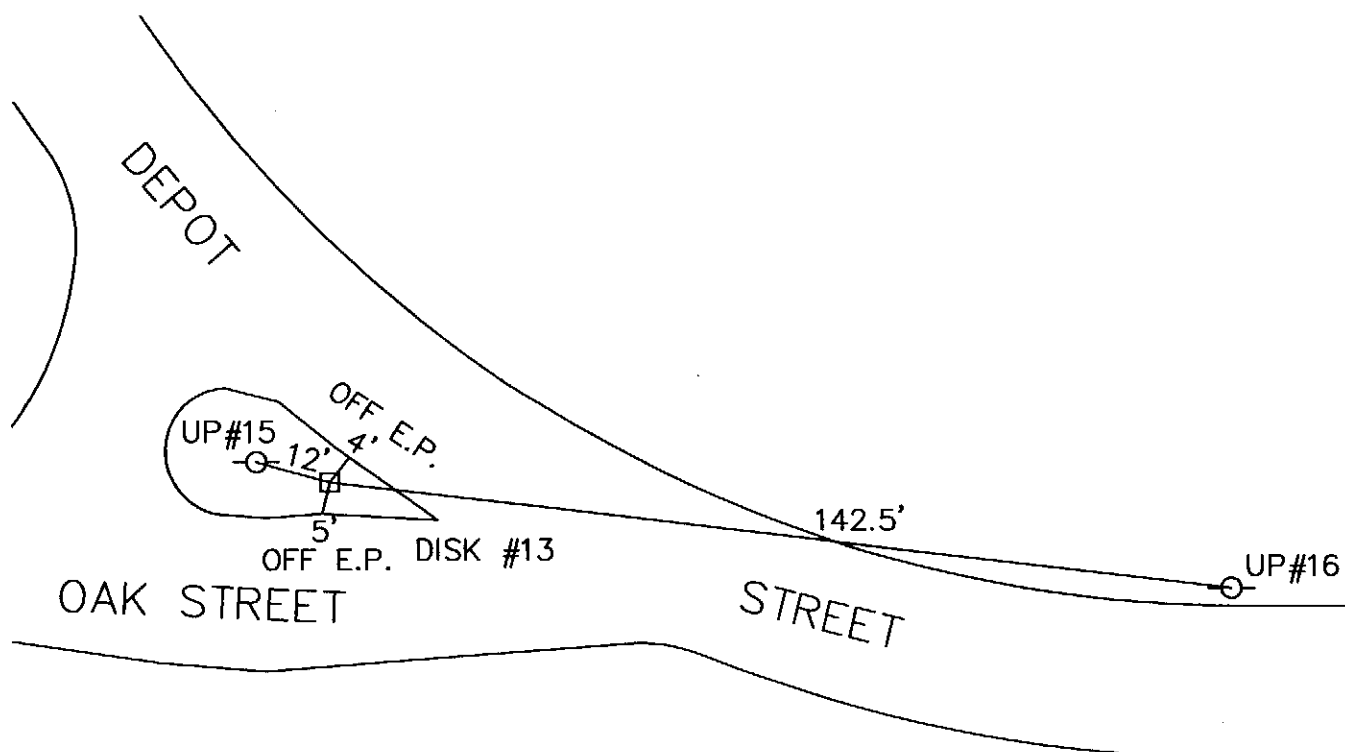 DEPOT
OFF E.P.
4'
UP#15
12'
5'
OFF E.P.
DISK #13
142.5'
UP#16
OAK STREET
STREET